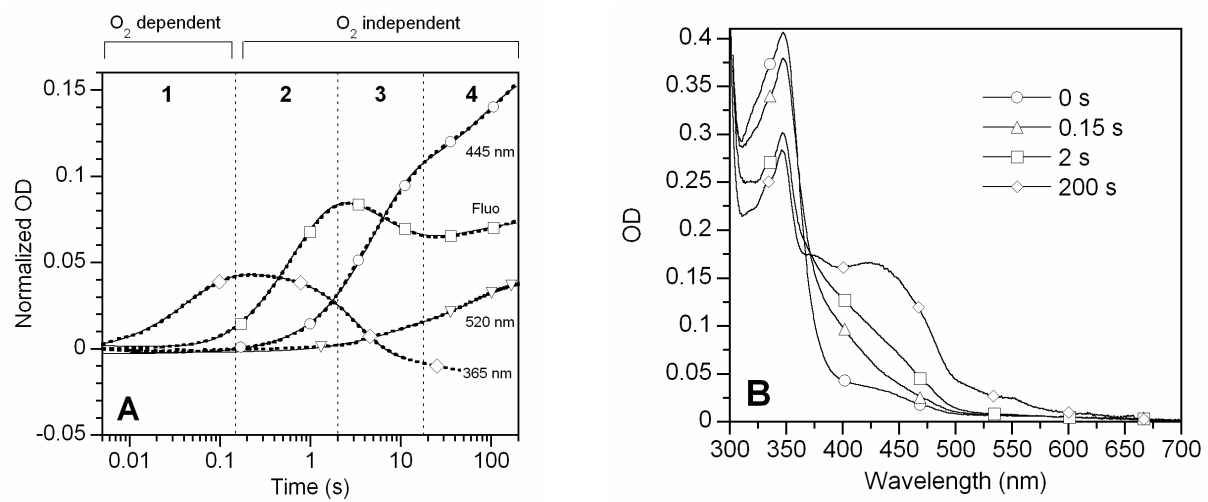 O2 dependent
O2 independent
0.15
0.1
0.05
0
-0.05
Normalized OD
1
2
3
4
445 nm
Fluo
520 nm
365 nm
A
0.01
0.1
1
10
100
Time (s)
0.4
0.35
0.3
0.25
0.2
0.15
0.1
0.05
0
OD
0 s
0.15 s
2 s
200 s
B
300
350
400
450
500
550
600
650
700
Wavelength (nm)